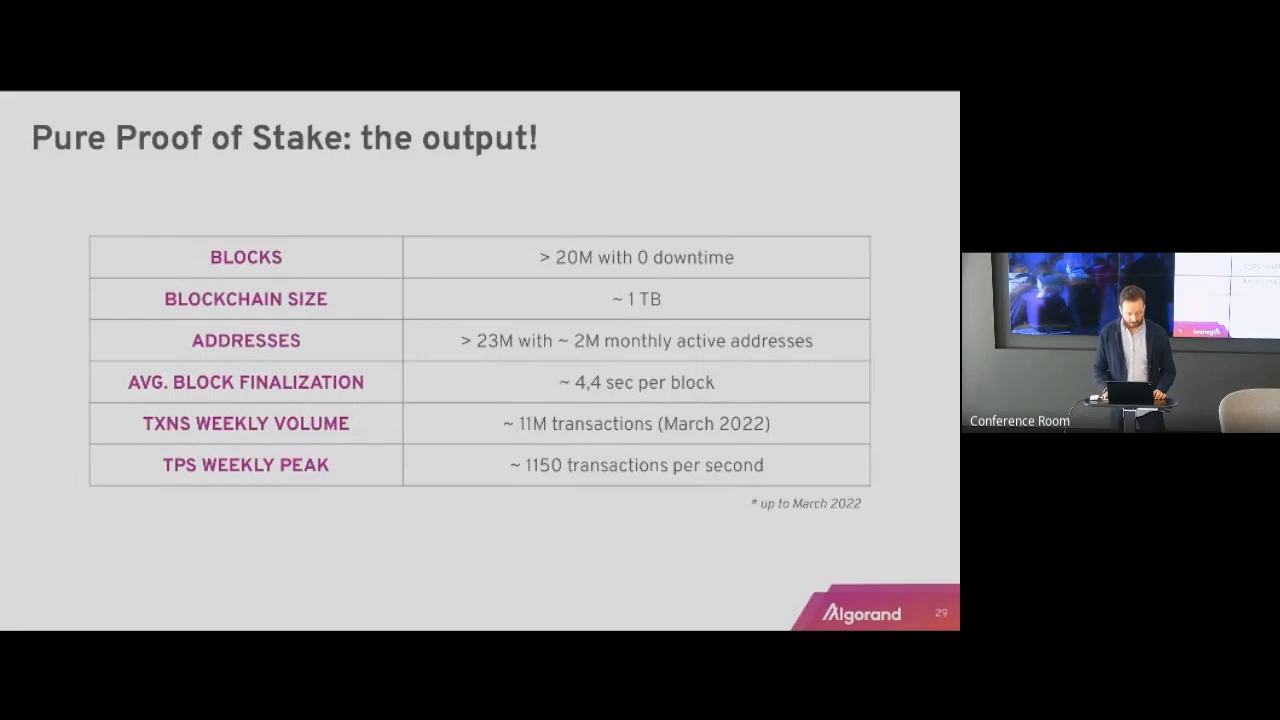 Pure Proof of Stake: the output!
BLOCKS > 20M with 0 downtime
BLOCKCHAIN SIZE ~ 1 TB
ADDRESSES > 23M with ~ 2M monthly active addresses
AVG. BLOCK FINALIZATION ~ 4,4 sec per block
TXNS WEEKLY VOLUME ~ 11M transactions (March 2022)
TPS WEEKLY PEAK ~ 1150 transactions per second
* up to March 2022
Algorand 29
Conference Room